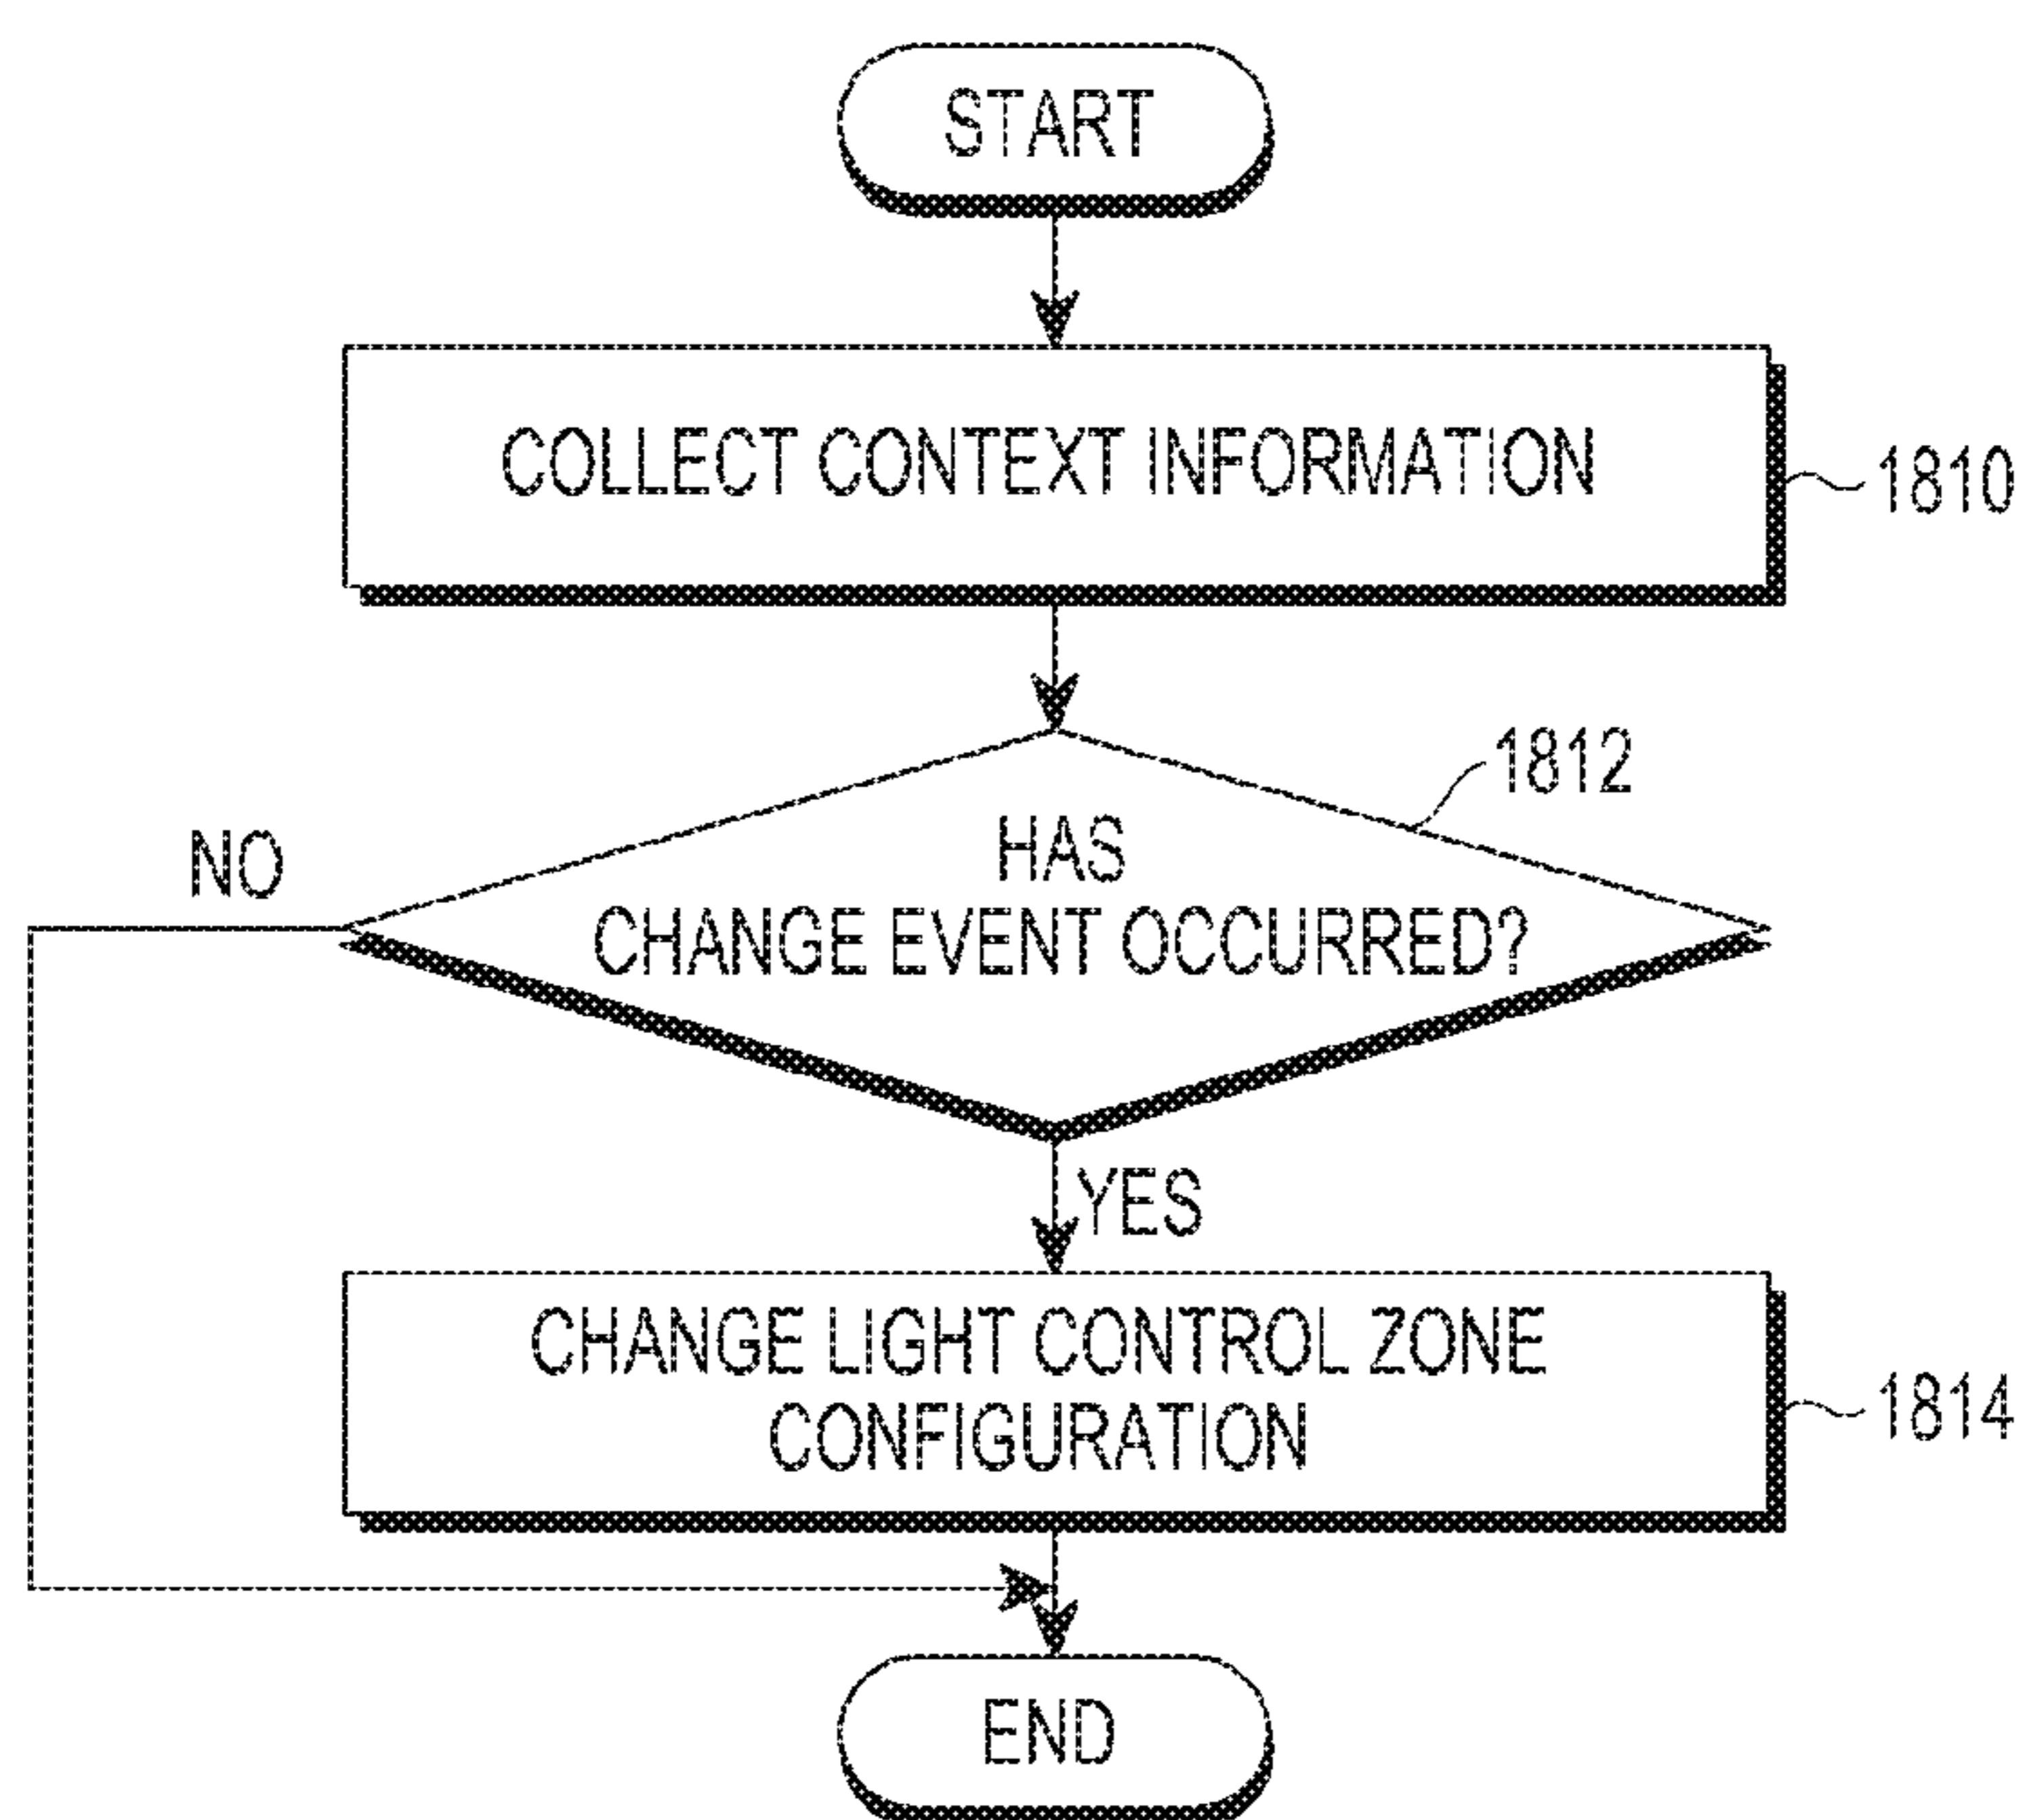 START
COLLECT CONTEXT INFORMATION
1810
1812
HAS
CHANGE EVENT OCCURRED?
NO
YES
CHANGE LIGHT CONTROL ZONE
CONFIGURATION
1814
END